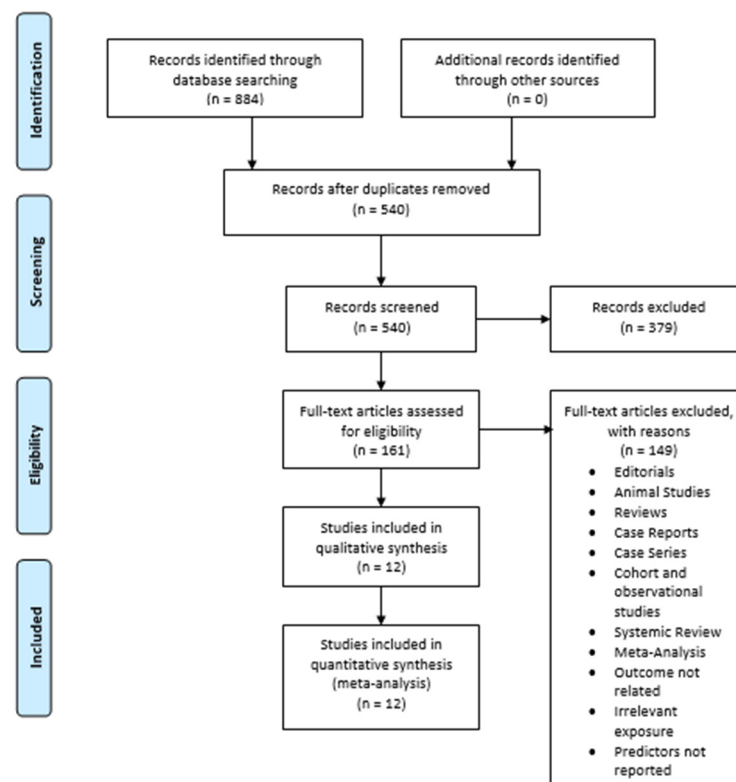 Identification
Records identified through
database searching
(n = 884)
Additional records identified
through other sources
(n = 0)
Records after duplicates removed
(n = 540)
Screening
Records screened
(n = 540)
Records excluded
(n = 379)
Eligibility
Full-text articles assessed
for eligibility
(n = 161)
Full-text articles excluded,
with reasons
(n = 149)
• Editorials
• Animal Studies
• Reviews
• Case Reports
• Case Series
• Cohort and
observational
studies
• Systemic Review
• Meta-Analysis
• Outcome not
related
• Irrelevant
exposure
• Predictors not
reported
Studies included in
qualitative synthesis
(n = 12)
Included
Studies included in
quantitative synthesis
(meta-analysis)
(n = 12)